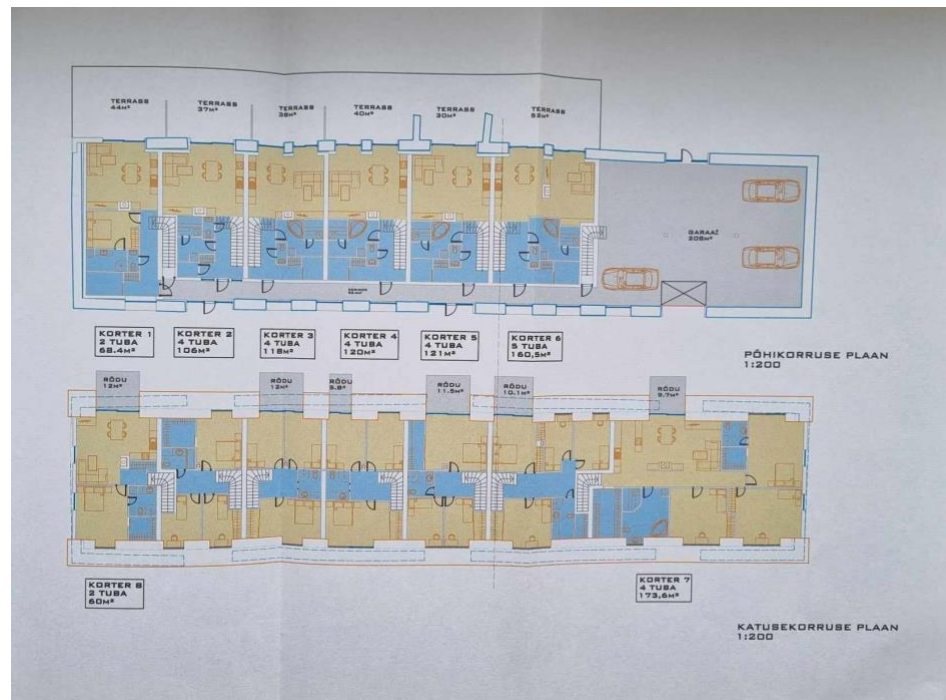 TERRASS
44M²
TERRASS
37M²
TERRASS
38M²
TERRASS
40M²
TERRASS
30M²
TERRASS
52M²
GARAAŽ
208M²
KORTER 1
2 TUBA
68.4M²
KORTER 2
4 TUBA
106M²
KORTER 3
4 TUBA
118M²
KORTER 4
4 TUBA
120M²
KORTER 5
4 TUBA
121M²
KORTER 6
5 TUBA
160,5M²
PÕHIKORRUSE PLAAN
1:200
RÕDU
12M²
RÕDU
12M²
RÕDU
5.8M²
RÕDU
11.5M²
RÕDU
10.1M²
RÕDU
9.7M²
KORTER 8
2 TUBA
60M²
KORTER 7
4 TUBA
173,6M²
KATUSEKORRUSE PLAAN
1:200